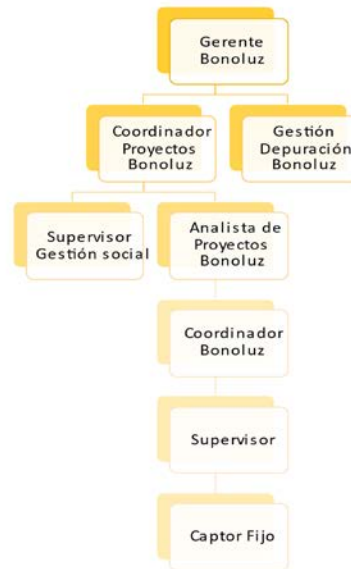 Gerente
Bonoluz
Coordinador
Proyectos
Bonoluz
Gestión
Depuración
Bonoluz
Supervisor
Gestión social
Analista de
Proyectos
Bonoluz
Coordinador
Bonoluz
Supervisor
Captor Fijo